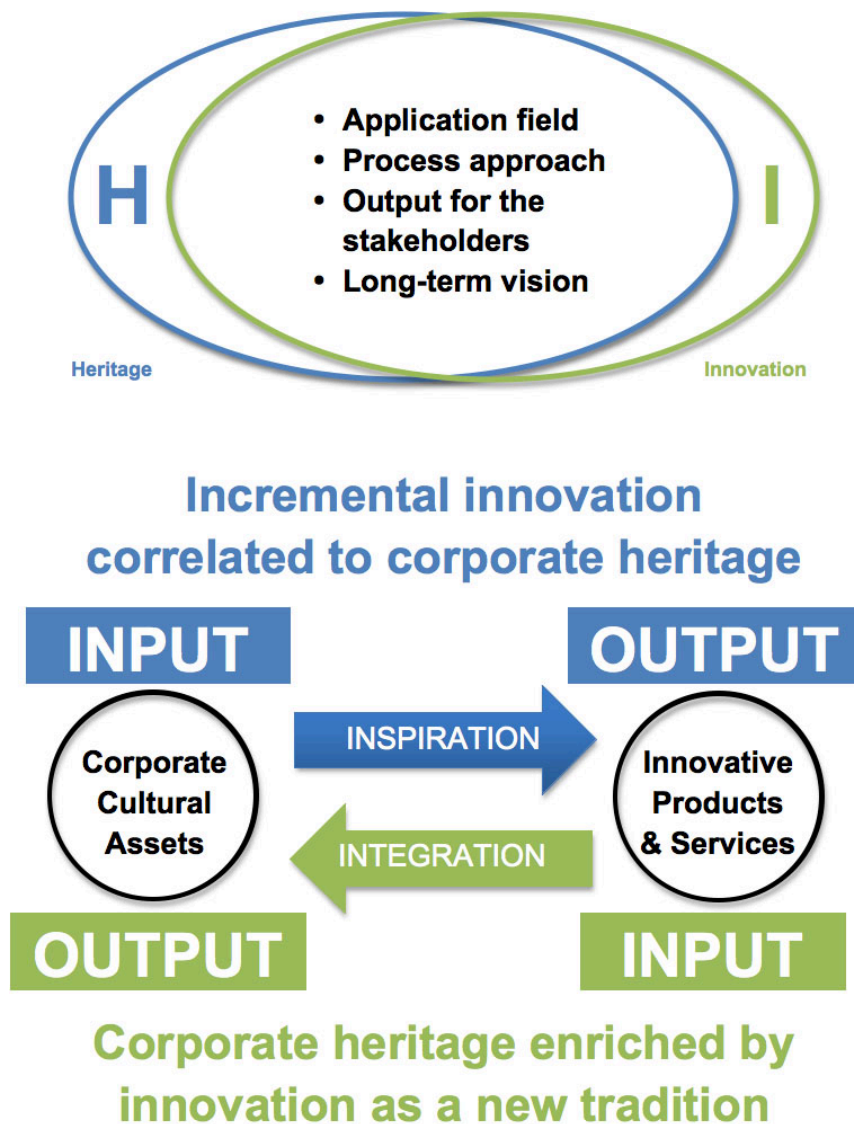 • Application field
• Process approach
• Output for the
stakeholders
• Long-term vision
H
I
Heritage
Innovation
Incremental innovation
correlated to corporate heritage
INPUT
OUTPUT
INSPIRATION
Corporate
Cultural
Assets
Innovative
Products
& Services
INTEGRATION
OUTPUT
INPUT
Corporate heritage enriched by
innovation as a new tradition